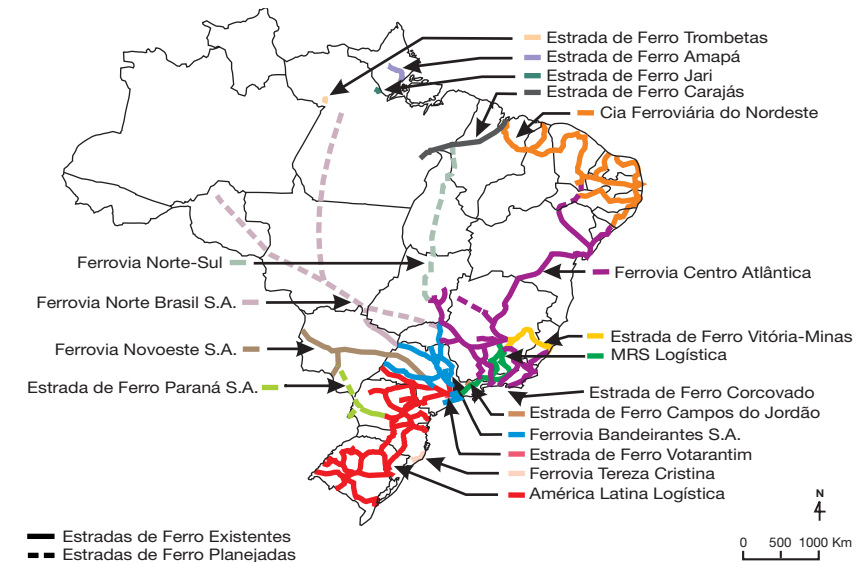 Estrada de Ferro Trombetas
Estrada de Ferro Amapá
Estrada de Ferro Jari
Estrada de Ferro Carajás
Cia Ferroviária do Nordeste
Ferrovia Norte-Sul
Ferrovia Centro Atlântica
Ferrovia Norte Brasil S.A.
Estrada de Ferro Vitória-Minas
Ferrovia Novoeste S.A.
MRS Logística
Estrada de Ferro Paraná S.A.
Estrada de Ferro Corcovado
Estrada de Ferro Campos do Jordão
Ferrovia Bandeirantes S.A.
Estrada de Ferro Votarantim
Ferrovia Tereza Cristina
América Latina Logística
N
4
Estradas de Ferro Existentes
Estradas de Ferro Planejadas
0 500 1000 Km